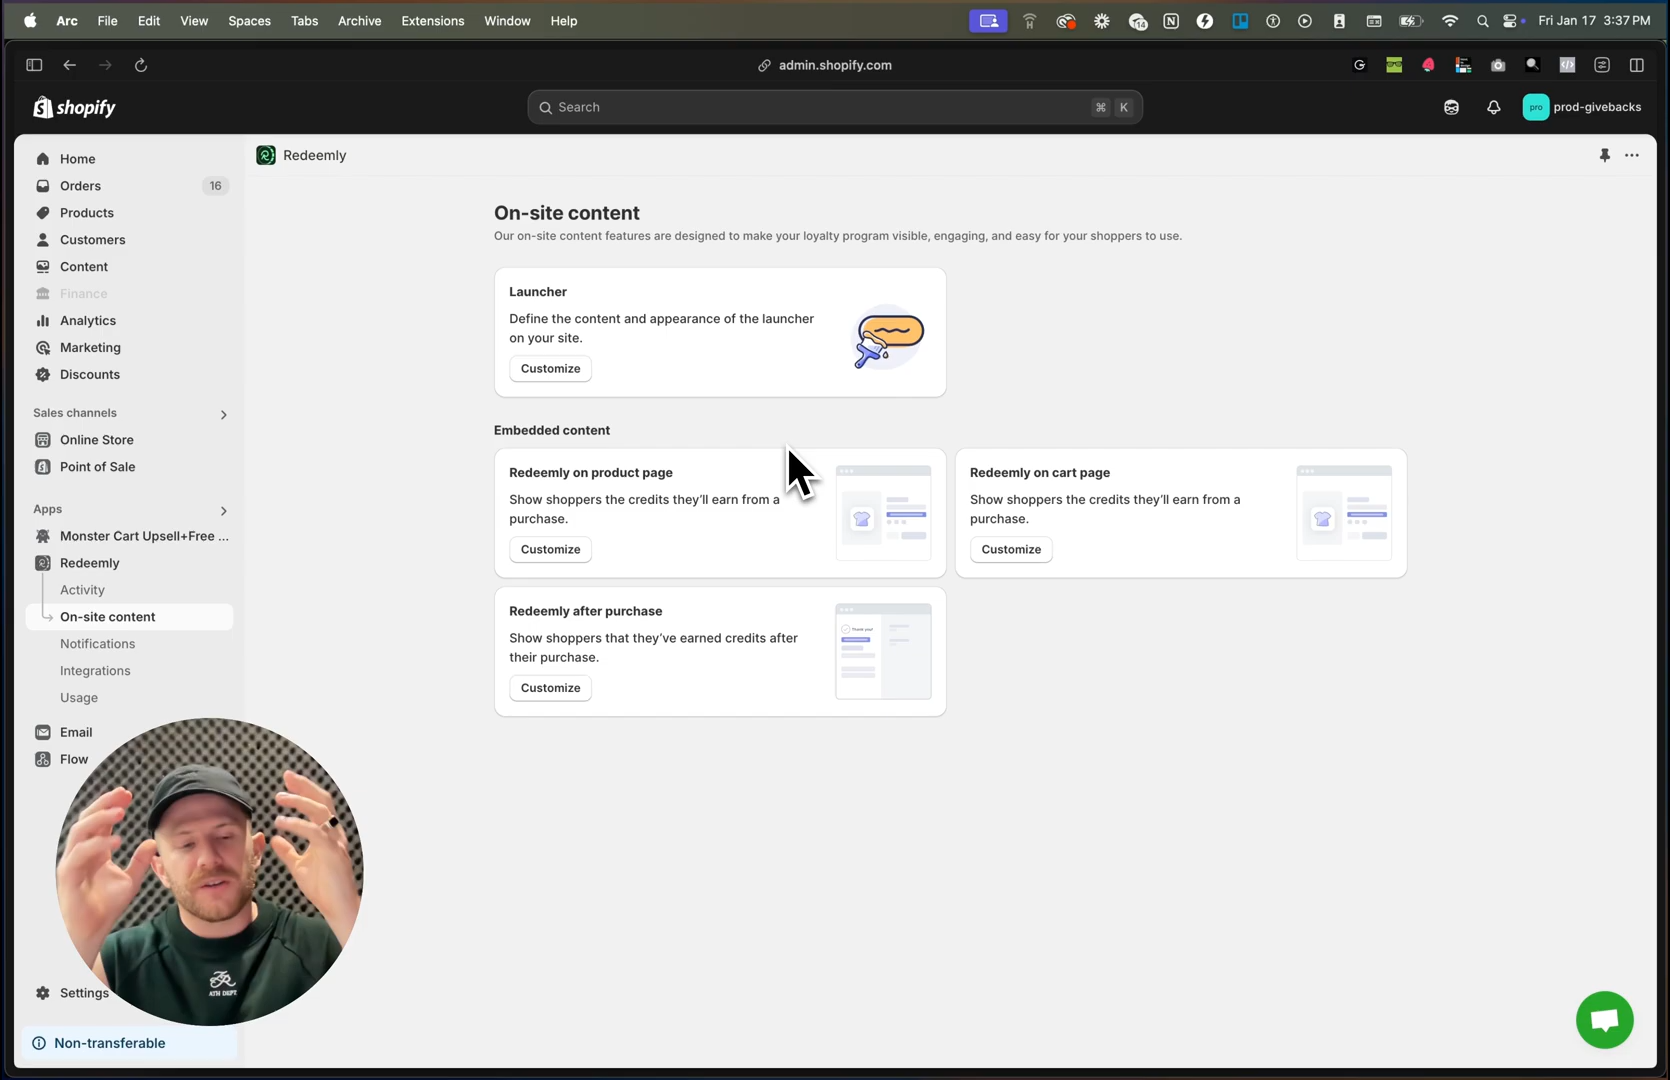 Arc File Edit View Spaces Tabs Archive Extensions Window Help 14 Fri Jan 17 3:37 PM
admin.shopify.com
shopify Search ⌘ K pro prod-givebacks
Home
Orders 16
Products
Customers
Content
Finance
Analytics
Marketing
Discounts
Sales channels
Online Store
Point of Sale
Apps
Monster Cart Upsell+Free ...
Redeemly
Activity
On-site content
Notifications
Integrations
Usage
Email
Flow
Settings
Non-transferable
Redeemly
On-site content
Our on-site content features are designed to make your loyalty program visible, engaging, and easy for your shoppers to use.
Launcher
Define the content and appearance of the launcher
on your site.
Customize
Embedded content
Redeemly on product page
Show shoppers the credits they'll earn from a
purchase.
Customize
Redeemly on cart page
Show shoppers the credits they'll earn from a
purchase.
Customize
Redeemly after purchase
Show shoppers that they've earned credits after
their purchase.
Customize
Thank you!
ATH DEPT.